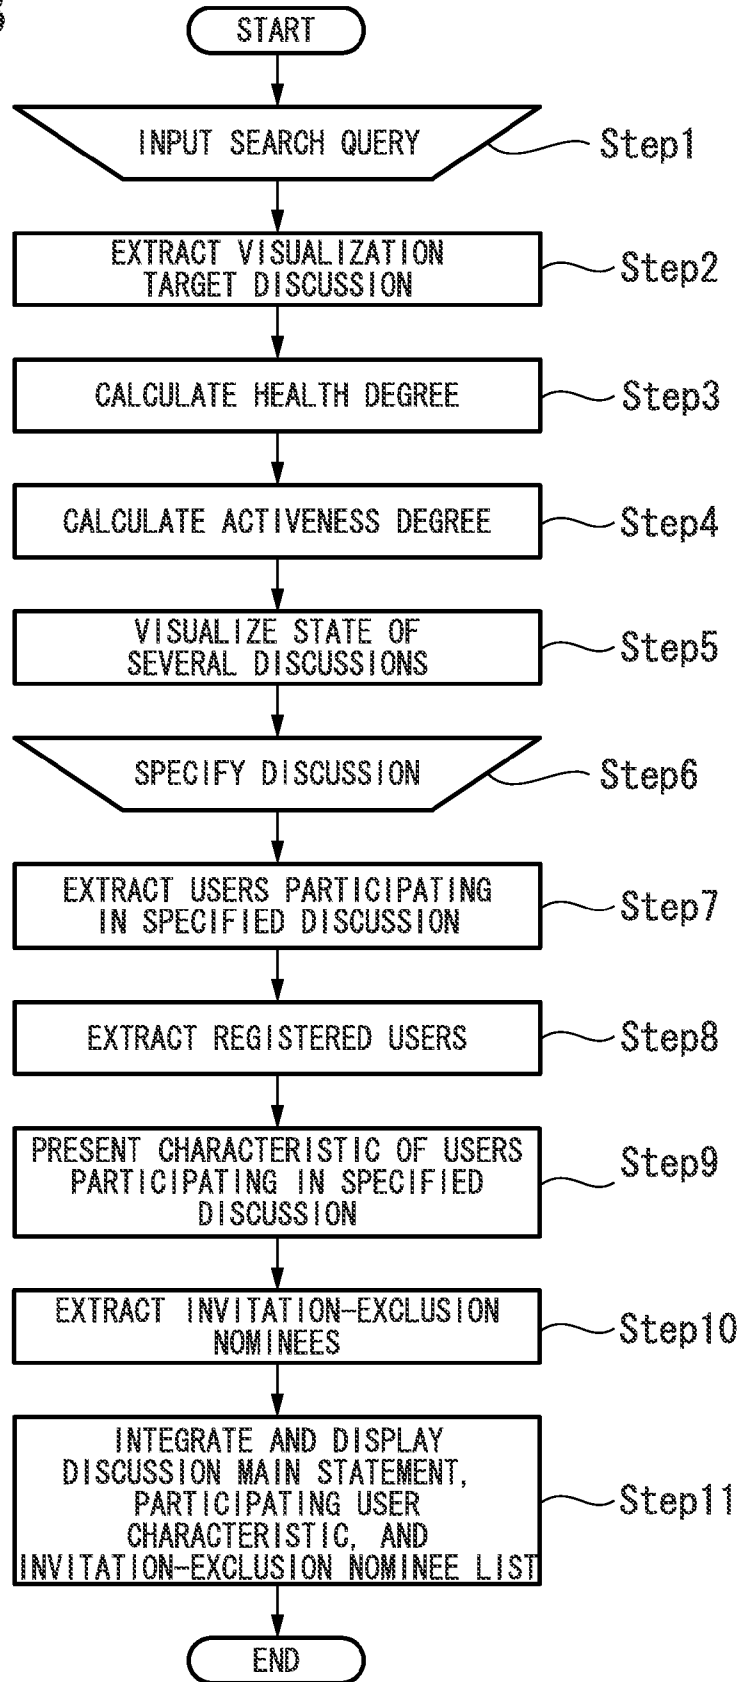 START
INPUT SEARCH QUERY
Step1
EXTRACT VISUALIZATION
TARGET DISCUSSION
Step2
CALCULATE HEALTH DEGREE
Step3
CALCULATE ACTIVENESS DEGREE
Step4
VISUALIZE STATE OF
SEVERAL DISCUSSIONS
Step5
SPECIFY DISCUSSION
Step6
EXTRACT USERS PARTICIPATING
IN SPECIFIED DISCUSSION
Step7
EXTRACT REGISTERED USERS
Step8
PRESENT CHARACTERISTIC OF USERS
PARTICIPATING IN SPECIFIED
DISCUSSION
Step9
EXTRACT INVITATION-EXCLUSION
NOMINEES
Step10
INTEGRATE AND DISPLAY
DISCUSSION MAIN STATEMENT,
PARTICIPATING USER
CHARACTERISTIC, AND
INVITATION-EXCLUSION NOMINEE LIST
Step11
END